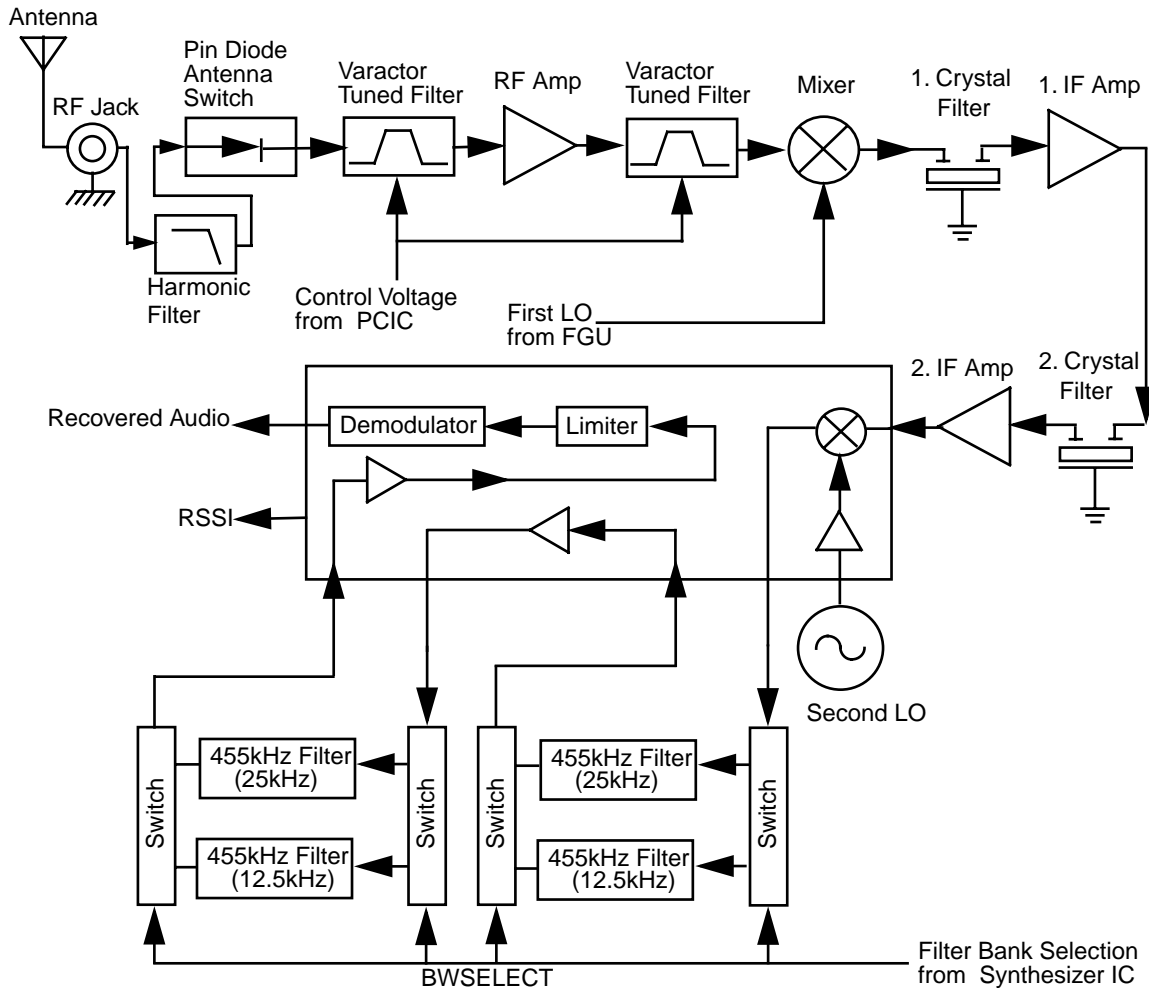 Antenna
RF Jack
Pin Diode
Antenna
Switch
Varactor
Tuned Filter
RF Amp
Varactor
Tuned Filter
Mixer
1. Crystal
Filter
1. IF Amp
Harmonic
Filter
Control Voltage
from PCIC
First LO
from FGU
2. IF Amp
2. Crystal
Filter
Recovered Audio
Demodulator
Limiter
RSSI
Second LO
Switch
455kHz Filter
(25kHz)
455kHz Filter
(12.5kHz)
Switch
Switch
455kHz Filter
(25kHz)
455kHz Filter
(12.5kHz)
Switch
BWSELECT
Filter Bank Selection
from Synthesizer IC